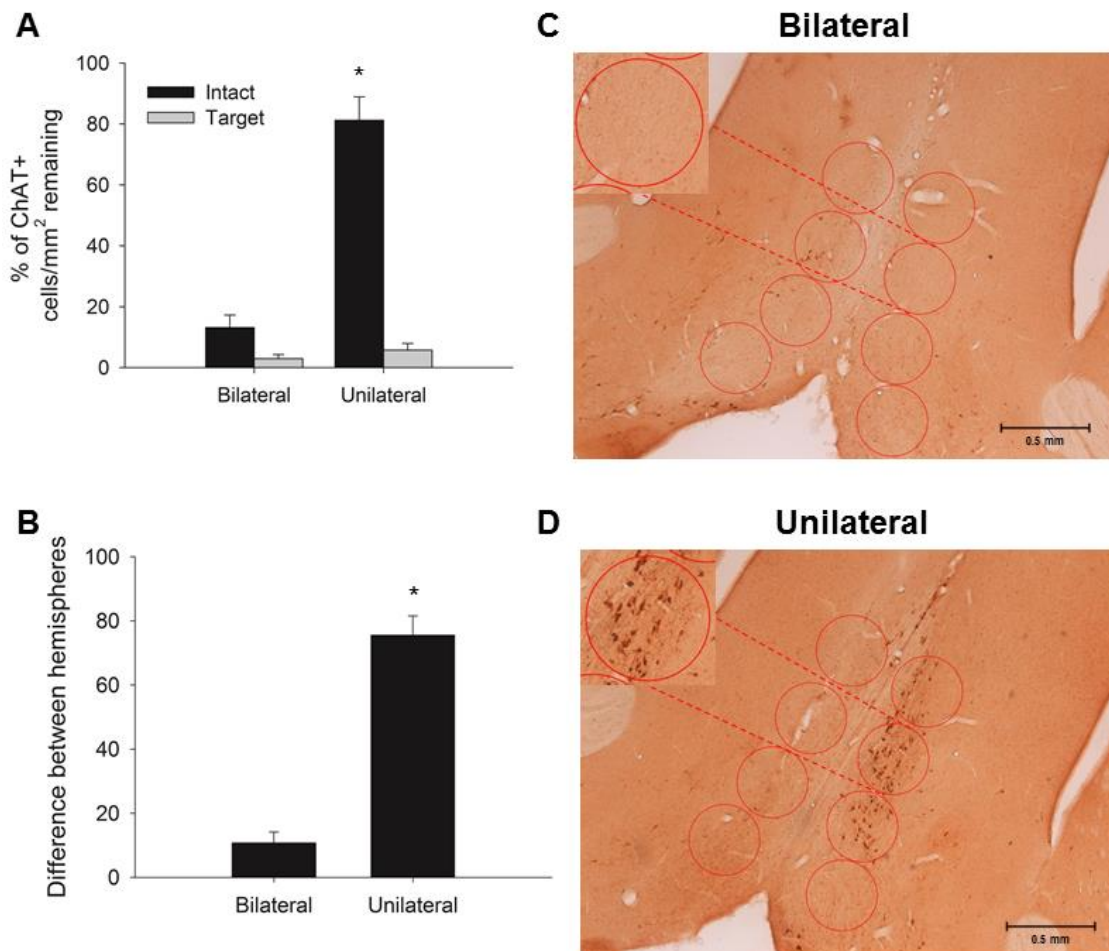 A
% of ChAT+
cells/mm² remaining
100
80
60
40
20
0
*
Intact
Target
Bilateral
Unilateral
B
Difference between hemispheres
100
80
60
40
20
0
*
Bilateral
Unilateral
C
Bilateral
0.5 mm
D
Unilateral
0.5 mm